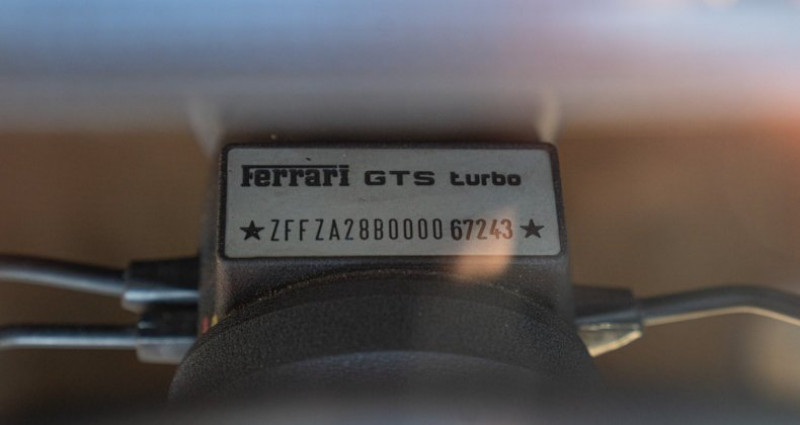 Ferrari GTS turbo
★ZFFZA28B000067243★